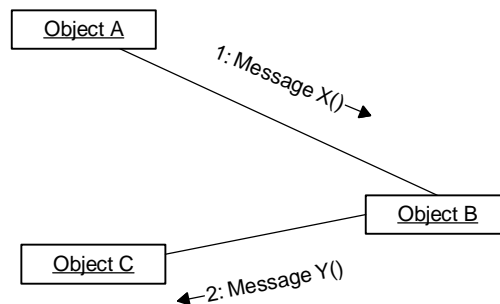 Object A
1: Message X()
Object B
Object C
2: Message Y()